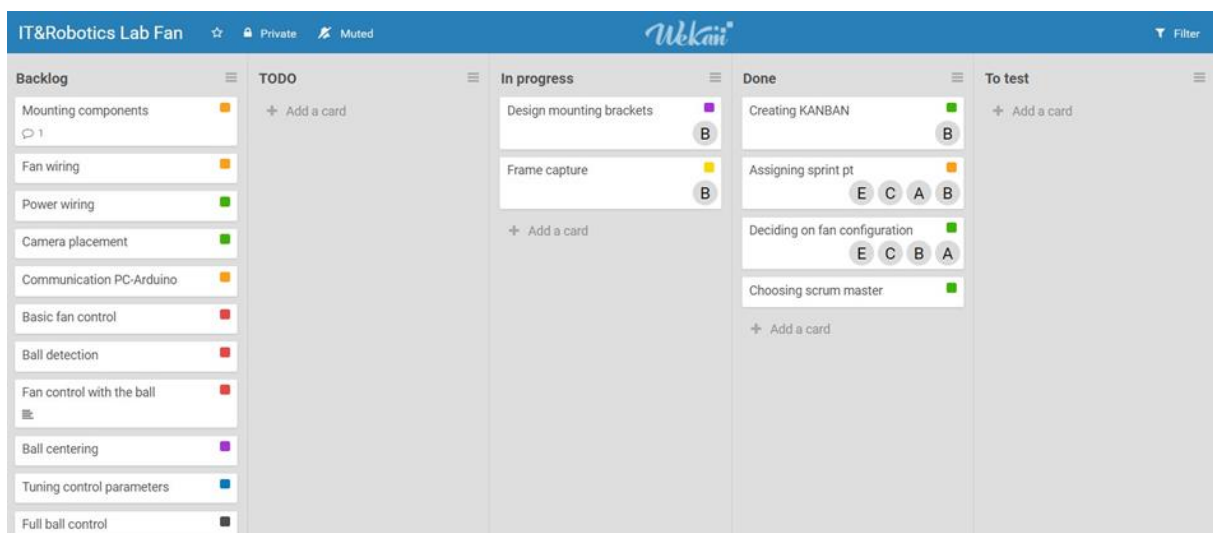 IT&Robotics Lab Fan
Private
Muted
Wekan
Filter
Backlog
Mounting components
1
Fan wiring
Power wiring
Camera placement
Communication PC-Arduino
Basic fan control
Ball detection
Fan control with the ball
Ball centering
Tuning control parameters
Full ball control
TODO
+ Add a card
In progress
Design mounting brackets
B
Frame capture
B
+ Add a card
Done
Creating KANBAN
B
Assigning sprint pt
E C A B
Deciding on fan configuration
E C B A
Choosing scrum master
+ Add a card
To test
+ Add a card